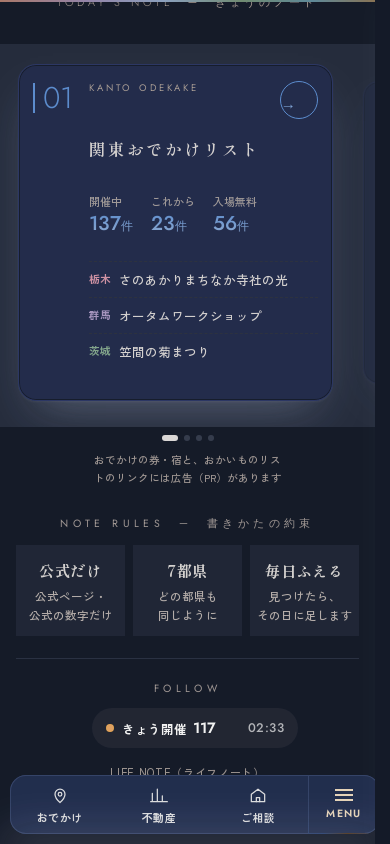 TODAY'S NOTE — きょうのノート
01
KANTO ODEKAKE
→
関東おでかけリスト
開催中 これから 入場無料
137件 23件 56件
栃木 さのあかりまちなか寺社の光
群馬 オータムワークショップ
茨城 笠間の菊まつり
おでかけの券・宿と、おかいものリス
トのリンクには広告（PR）があります
NOTE RULES — 書きかたの約束
公式だけ 7都県 毎日ふえる
公式ページ・ どの都県も 見つけたら、
公式の数字だけ 同じように その日に足します
FOLLOW
きょう開催 117 02:33
LIFE NOTE（ライフノート）
おでかけ 不動産 ご相談 MENU